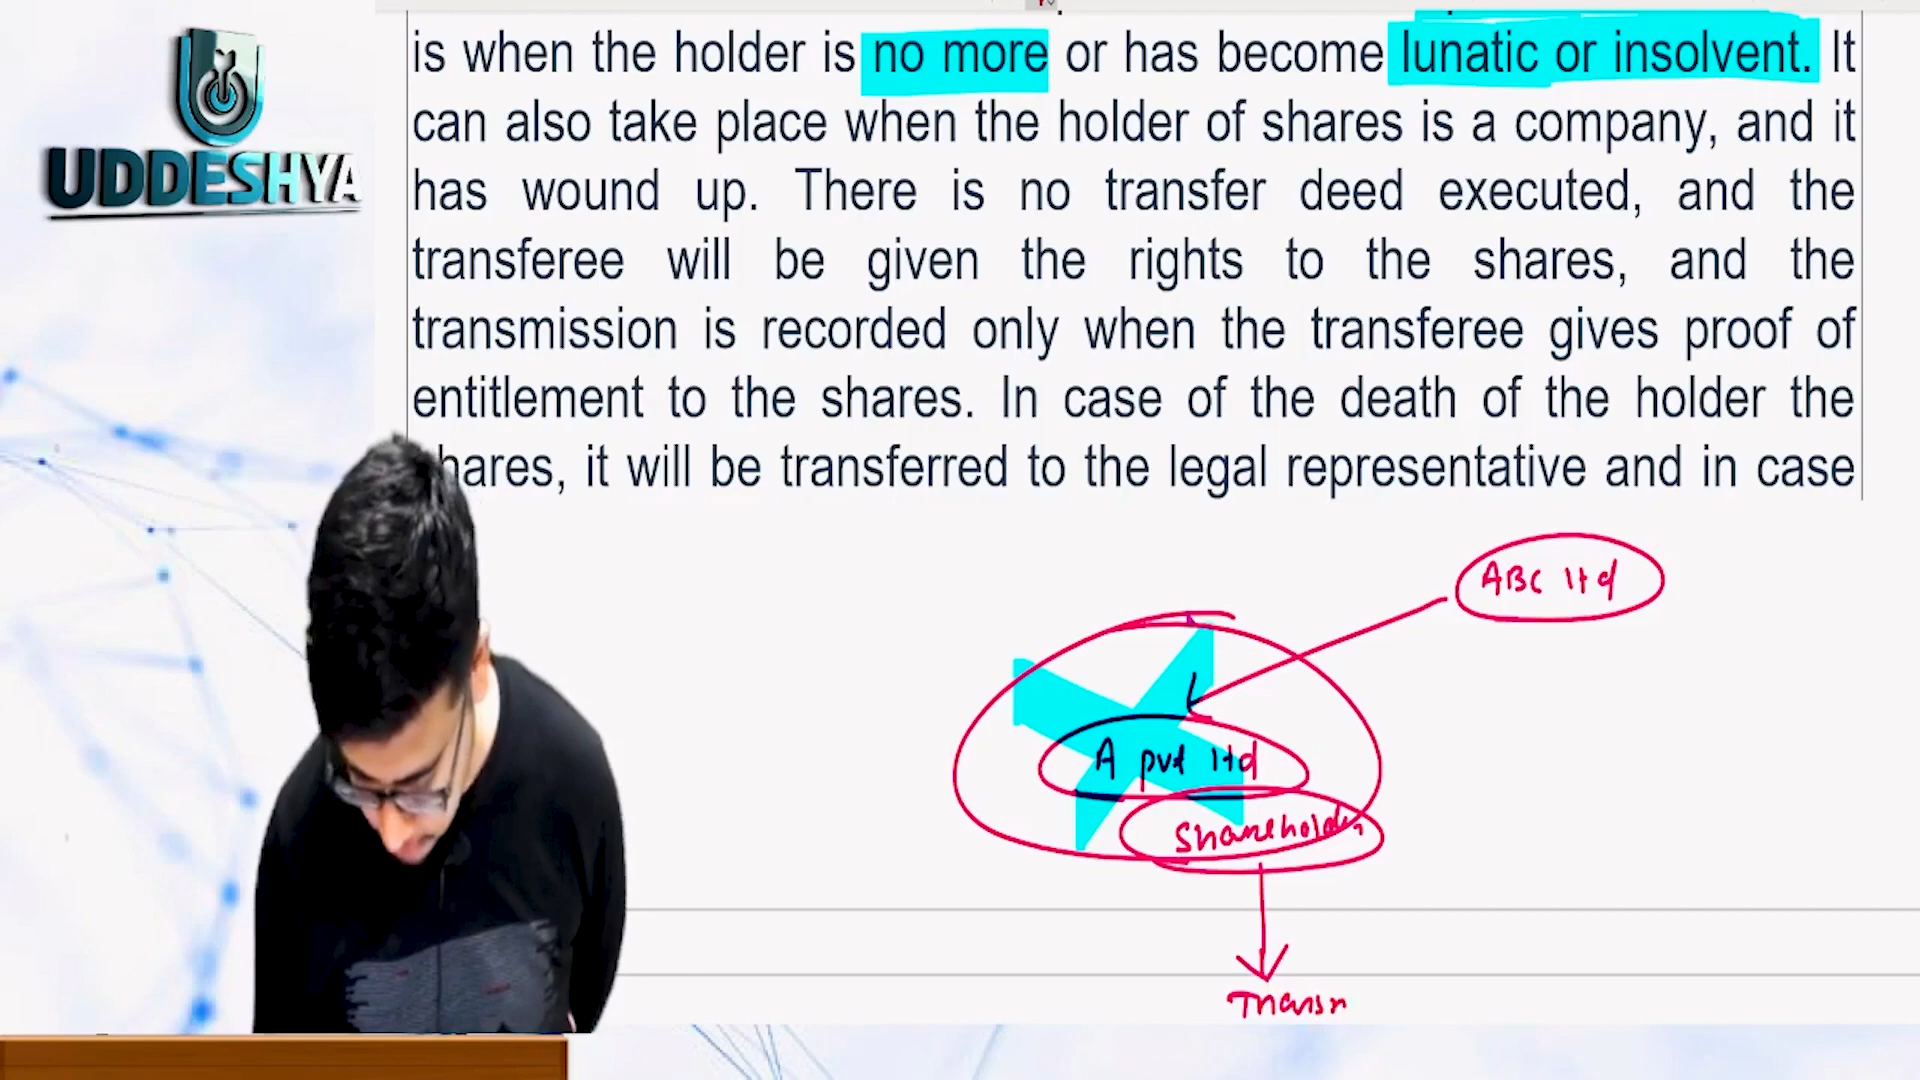 UDDESHYA
is when the holder is no more or has become lunatic or insolvent. It
can also take place when the holder of shares is a company, and it
has wound up. There is no transfer deed executed, and the
transferee will be given the rights to the shares, and the
transmission is recorded only when the transferee gives proof of
entitlement to the shares. In case of the death of the holder the
hares, it will be transferred to the legal representative and in case
ABC ltd
A pvt ltd